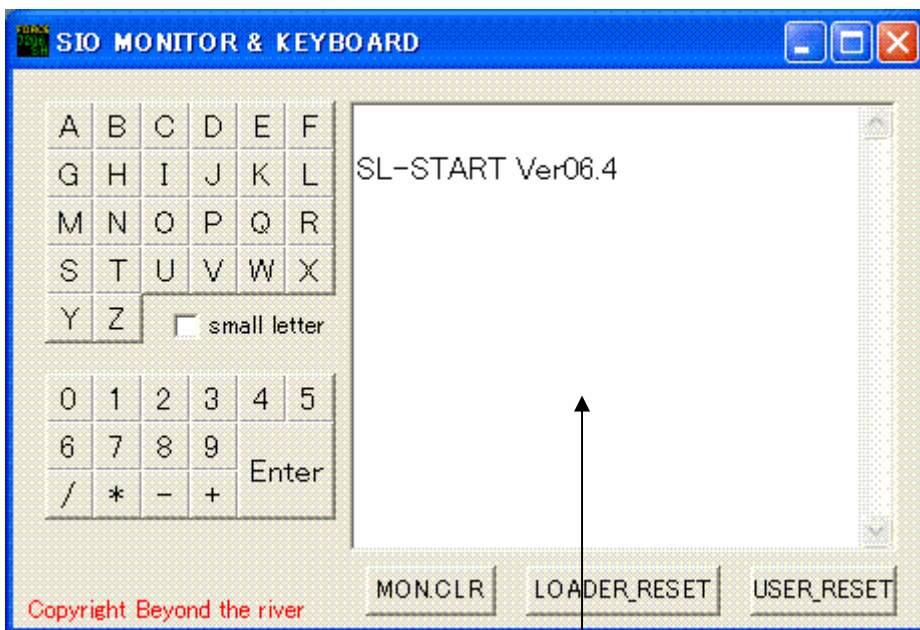 FORCE
SIO MONITOR & KEYBOARD
A B C D E F
G H I J K L
M N O P Q R
S T U V W X
Y Z
small letter
0 1 2 3 4 5
6 7 8 9
Enter
/ * - +
SL-START Ver06.4
MON.CLR LOADER_RESET USER_RESET
Copyright Beyond the river